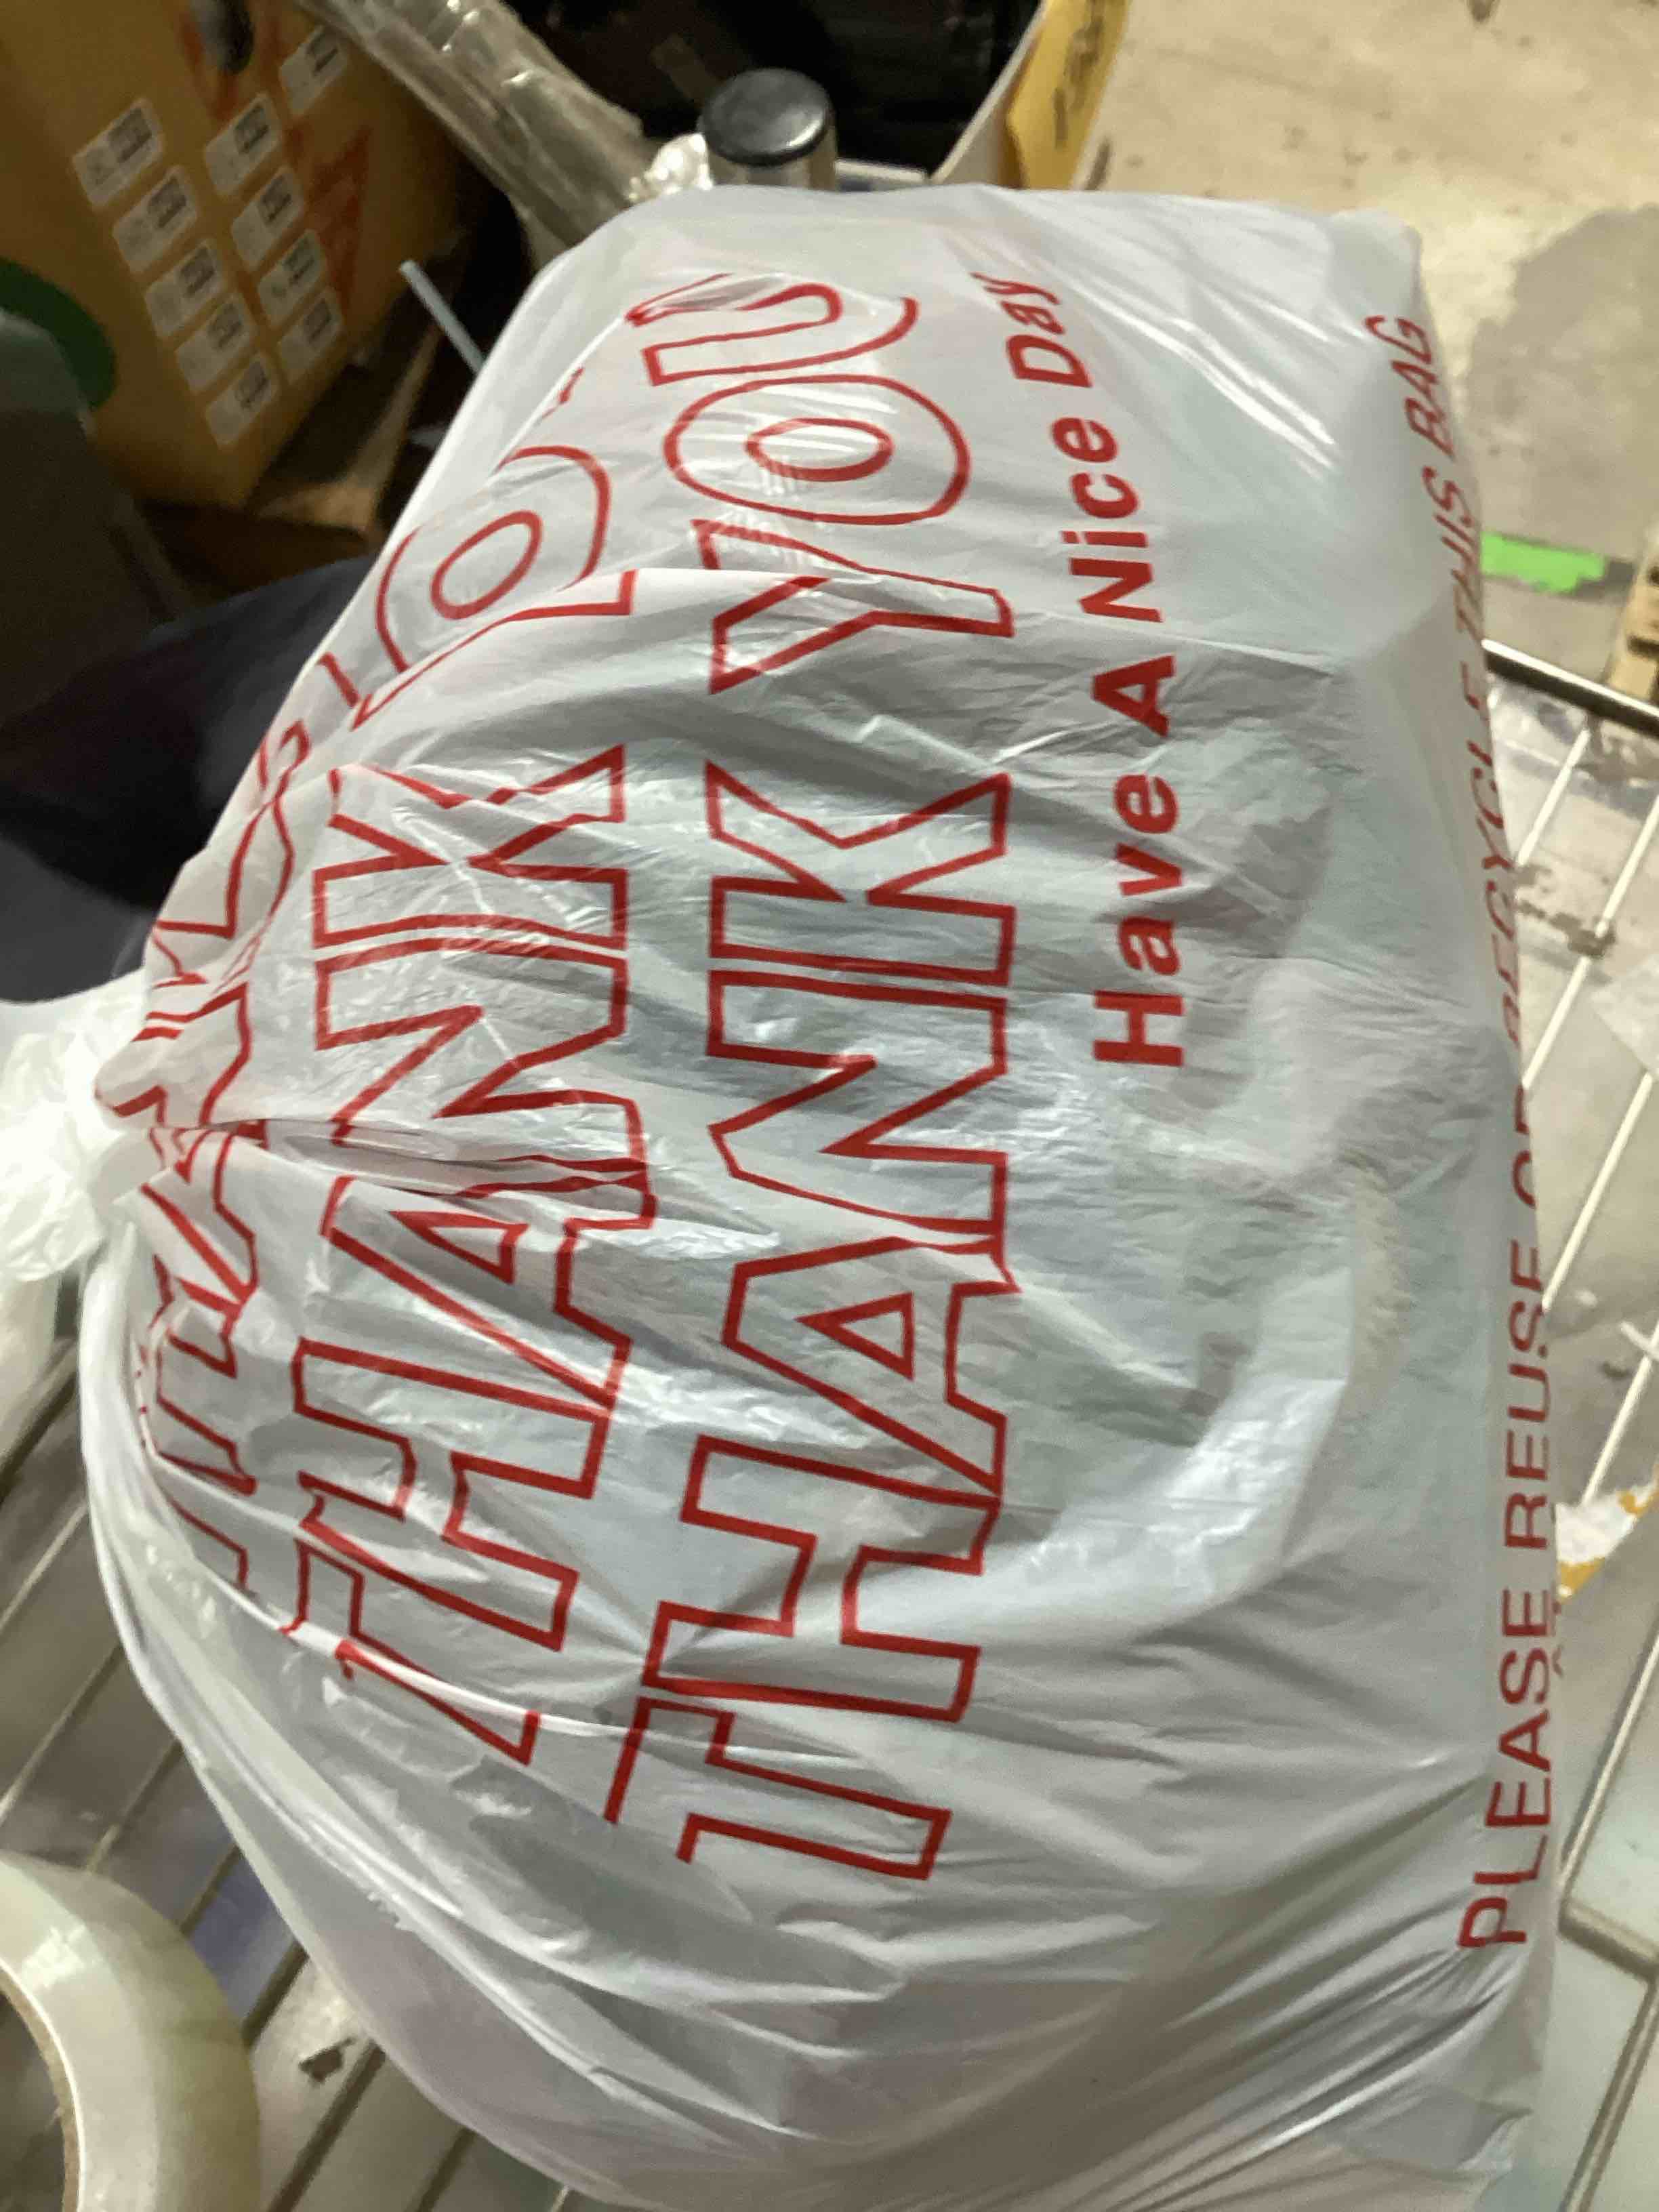 THANK YOU
THANK YOU
Have A Nice Day
PLEASE REUSE OR RECYCLE THIS BAG